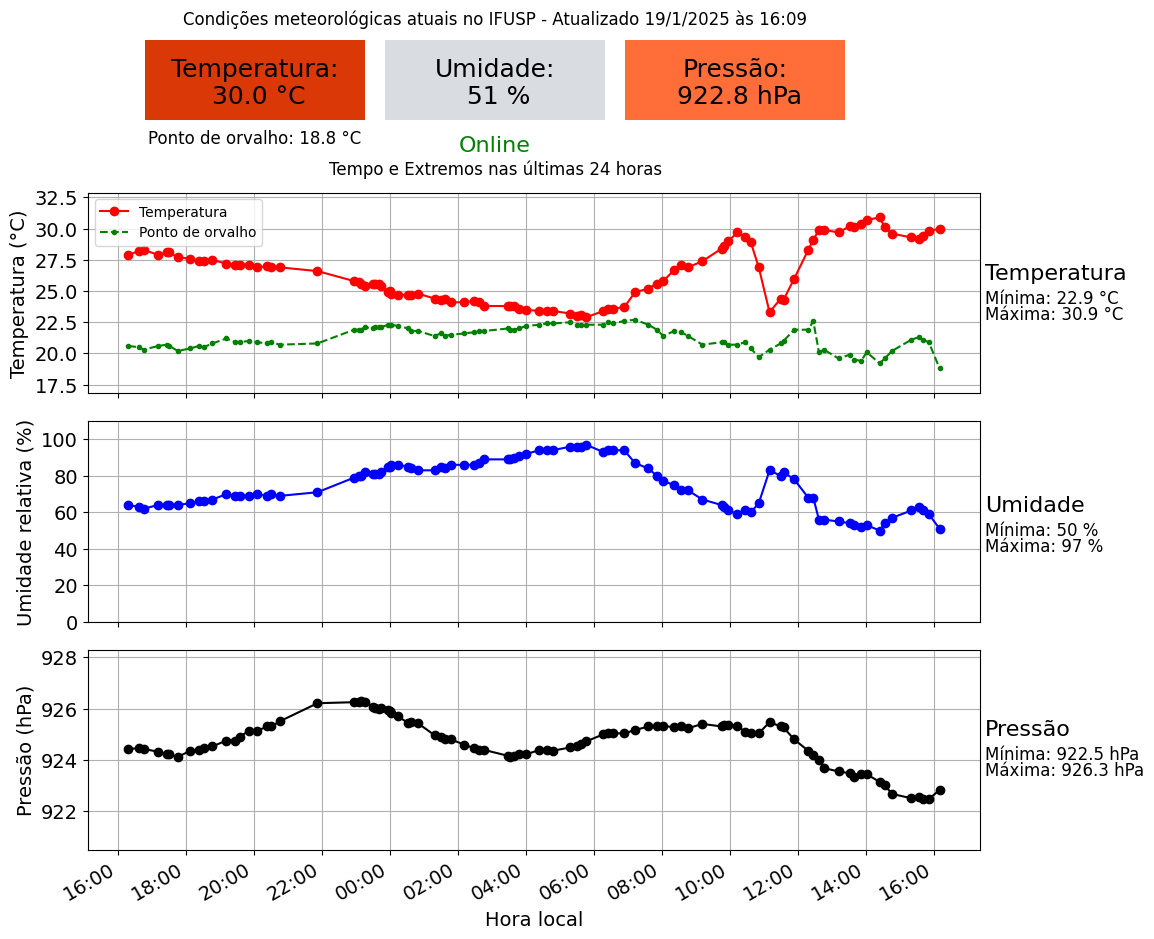 Condições meteorológicas atuais no IFUSP - Atualizado 19/1/2025 às 16:09
Temperatura:
30.0 °C
Umidade:
51 %
Pressão:
922.8 hPa
Ponto de orvalho: 18.8 °C
Online
Tempo e Extremos nas últimas 24 horas
Temperatura (°C)
32.5
30.0
27.5
25.0
22.5
20.0
17.5
Temperatura
Ponto de orvalho
Temperatura
Mínima: 22.9 °C
Máxima: 30.9 °C
Umidade relativa (%)
100
80
60
40
20
0
Umidade
Mínima: 50 %
Máxima: 97 %
Pressão (hPa)
928
926
924
922
Pressão
Mínima: 922.5 hPa
Máxima: 926.3 hPa
16:00 18:00 20:00 22:00 00:00 02:00 04:00 06:00 08:00 10:00 12:00 14:00 16:00
Hora local